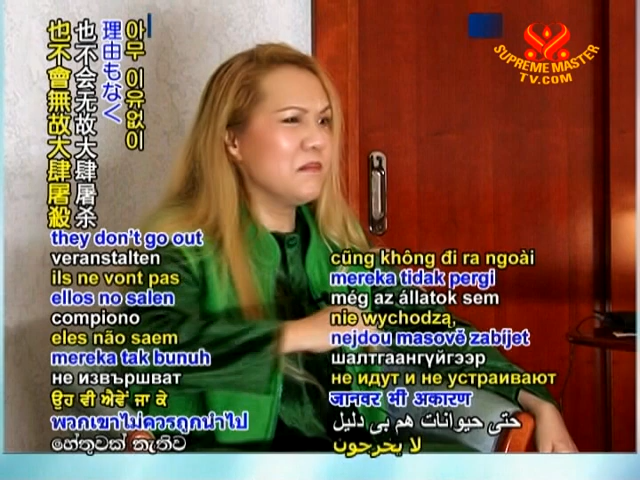 SUPREME MASTER
TV.COM
아무 이유없이
理由もなく
也不会无故大肆屠杀
也不會無故大肆屠殺
they don't go out
veranstalten
ils ne vont pas
ellos no salen
compiono
eles não saem
mereka tak bunuh
не извършват
ਉਹ ਵੀ ਐਵੇਂ ਜਾ ਕੇ
พวกเขาไม่ควรถูกนำไป
හේතුවක් නැතිව
cũng không đi ra ngoài
mereka tidak pergi
még az állatok sem
nie wychodzą,
nejdou masově zabíjet
шалтгаангүйгээр
не идут и не устраивают
जानवर भी अकारण
حتی حیوانات هم بی دلیل
لا يخرجون